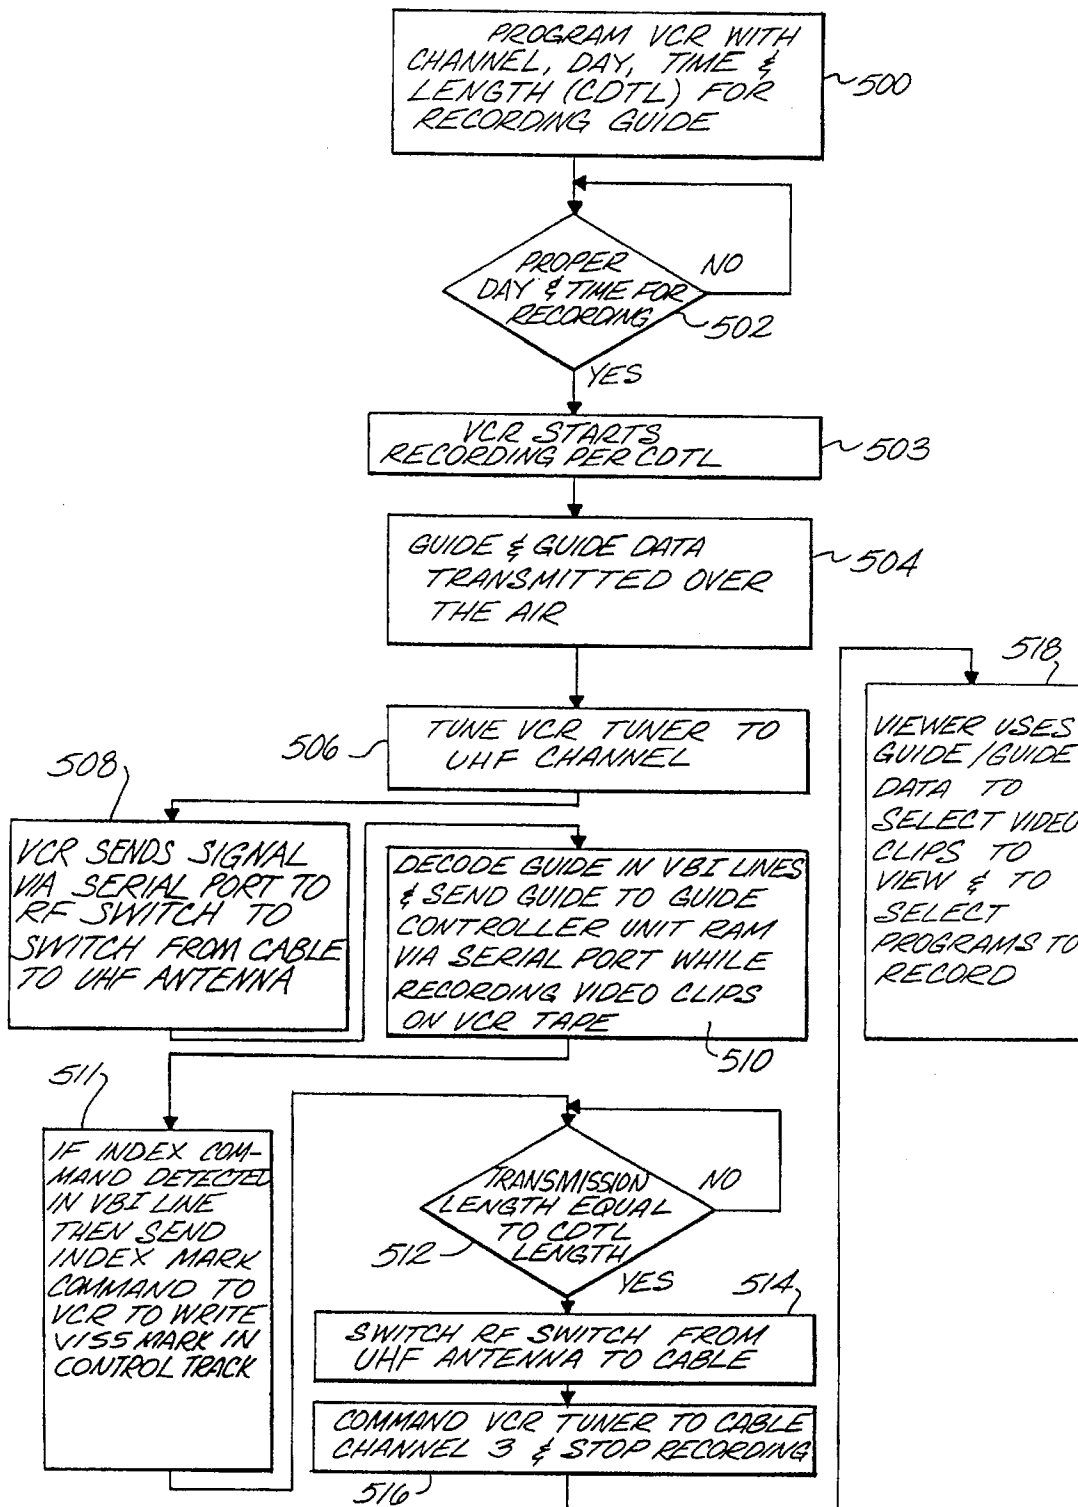 PROGRAM VCR WITH
CHANNEL, DAY, TIME &
LENGTH (CDTL) FOR
RECORDING GUIDE
500
PROPER
DAY & TIME FOR
RECORDING
NO
502
YES
VCR STARTS
RECORDING PER CDTL
503
GUIDE & GUIDE DATA
TRANSMITTED OVER
THE AIR
504
TUNE VCR TUNER TO
UHF CHANNEL
506
508
VCR SENDS SIGNAL
VIA SERIAL PORT TO
RF SWITCH TO
SWITCH FROM CABLE
TO UHF ANTENNA
DECODE GUIDE IN VBI LINES
& SEND GUIDE TO GUIDE
CONTROLLER UNIT RAM
VIA SERIAL PORT WHILE
RECORDING VIDEO CLIPS
ON VCR TAPE
510
511
IF INDEX COM-
MAND DETECTED
IN VBI LINE
THEN SEND
INDEX MARK
COMMAND TO
VCR TO WRITE
VISS MARK IN
CONTROL TRACK
TRANSMISSION
LENGTH EQUAL
TO CDTL
LENGTH
NO
512
YES
514
SWITCH RF SWITCH FROM
UHF ANTENNA TO CABLE
COMMAND VCR TUNER TO CABLE
CHANNEL 3 & STOP RECORDING
516
518
VIEWER USES
GUIDE/GUIDE
DATA TO
SELECT VIDEO
CLIPS TO
VIEW & TO
SELECT
PROGRAMS TO
RECORD